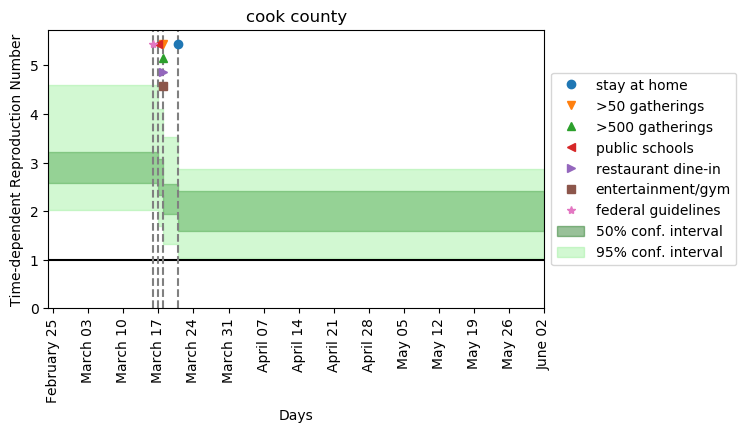 cook county
Time-dependent Reproduction Number
5
4
3
2
1
0
February 25
March 03
March 10
March 17
March 24
March 31
April 07
April 14
April 21
April 28
May 05
May 12
May 19
May 26
June 02
Days
stay at home
>50 gatherings
>500 gatherings
public schools
restaurant dine-in
entertainment/gym
federal guidelines
50% conf. interval
95% conf. interval